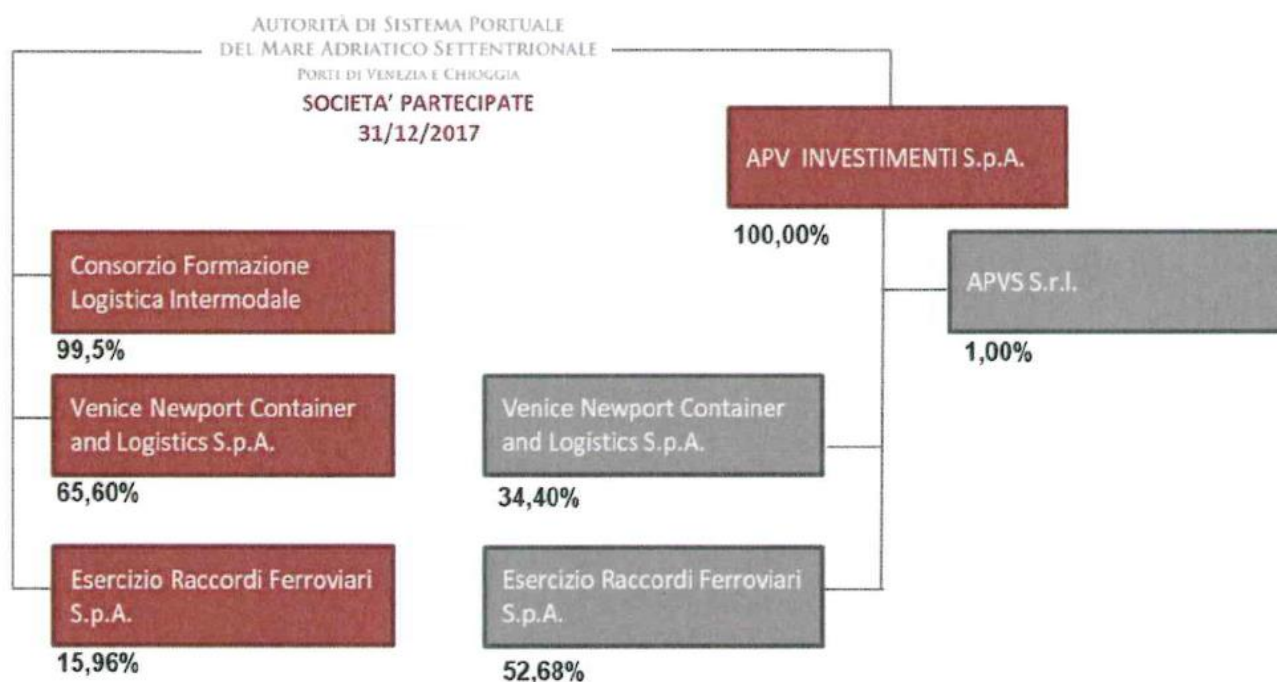 AUTORITÀ DI SISTEMA PORTUALE
DEL MARE ADRIATICO SETTENTRIONALE
PORTI DI VENEZIA E CHIOGGIA
SOCIETA' PARTECIPATE
31/12/2017
APV INVESTIMENTI S.p.A.
100,00%
APVS S.r.l.
1,00%
Consorzio Formazione
Logistica Intermodale
99,5%
Venice Newport Container
and Logistics S.p.A.
65,60%
Venice Newport Container
and Logistics S.p.A.
34,40%
Esercizio Raccordi Ferroviari
S.p.A.
15,96%
Esercizio Raccordi Ferroviari
S.p.A.
52,68%